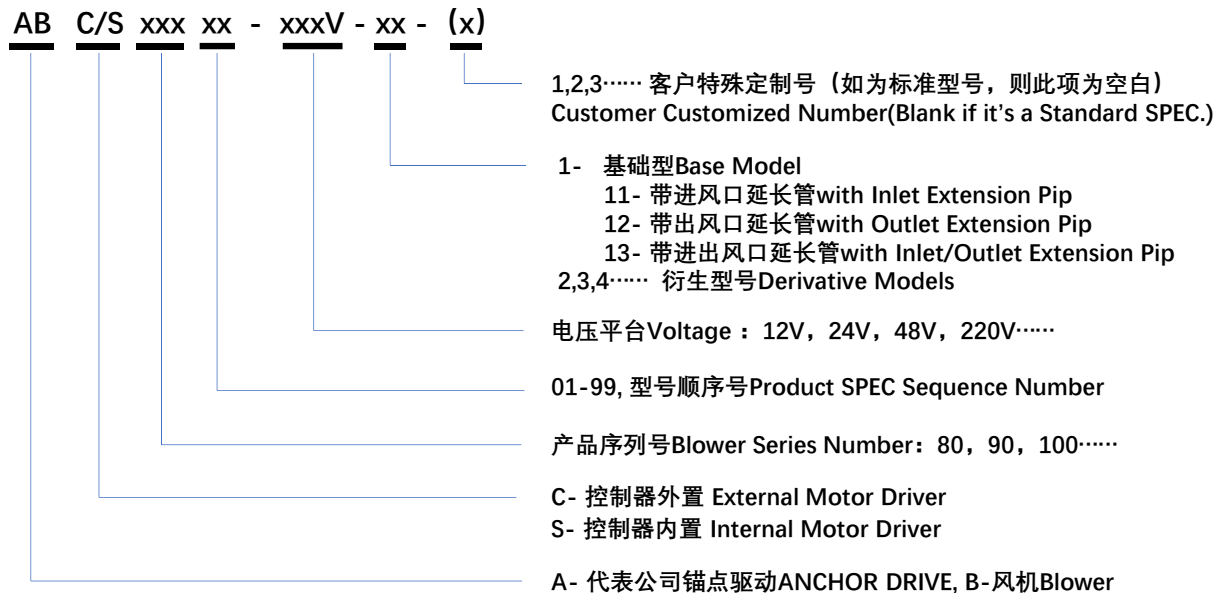 AB C/S xxx xx - xxxV - xx - (x)
1,2,3…… 客户特殊定制号（如为标准型号，则此项为空白）
Customer Customized Number(Blank if it's a Standard SPEC.)
1- 基础型Base Model
11- 带进风口延长管with Inlet Extension Pip
12- 带出风口延长管with Outlet Extension Pip
13- 带进出风口延长管with Inlet/Outlet Extension Pip
2,3,4…… 衍生型号Derivative Models
电压平台Voltage：12V，24V，48V，220V……
01-99, 型号顺序号Product SPEC Sequence Number
产品序列号Blower Series Number：80，90，100……
C- 控制器外置 External Motor Driver
S- 控制器内置 Internal Motor Driver
A- 代表公司锚点驱动ANCHOR DRIVE, B-风机Blower